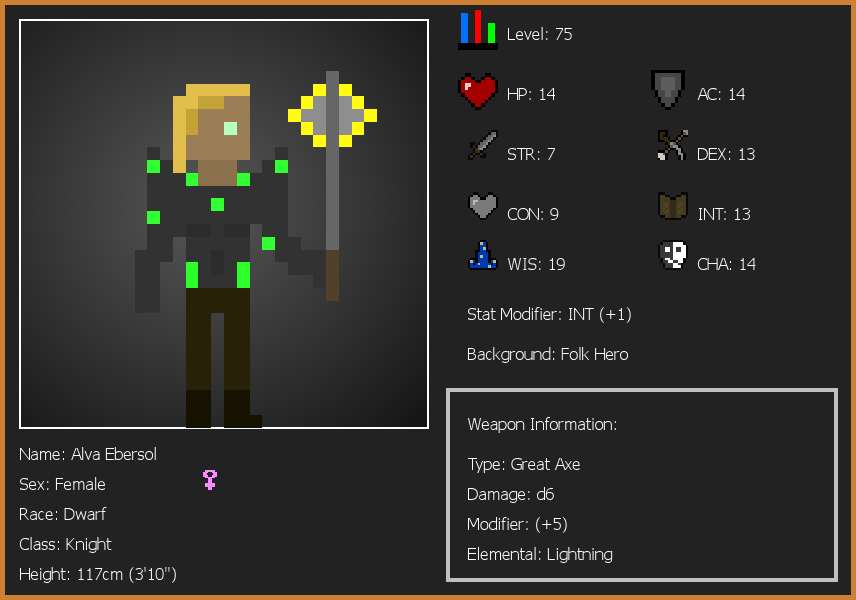 Level: 75
HP: 14
AC: 14
STR: 7
DEX: 13
CON: 9
INT: 13
WIS: 19
CHA: 14
Stat Modifier: INT (+1)
Background: Folk Hero
Weapon Information:
Type: Great Axe
Damage: d6
Modifier: (+5)
Elemental: Lightning
Name: Alva Ebersol
Sex: Female
Race: Dwarf
Class: Knight
Height: 117cm (3'10")